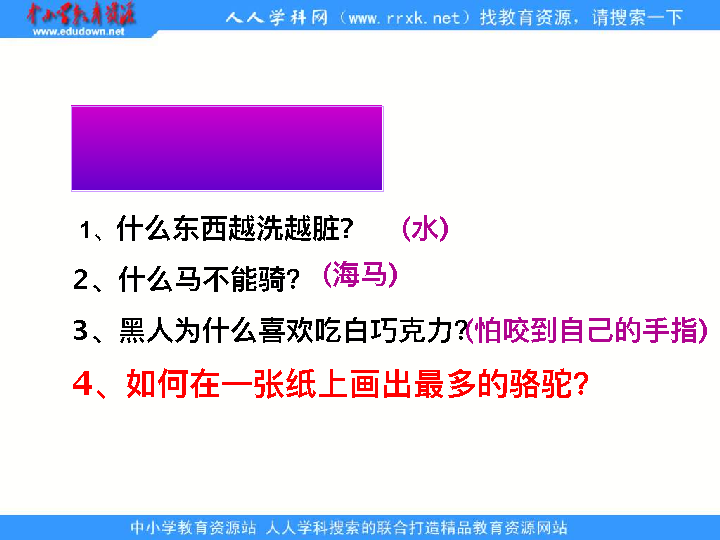 中小学教育资源
www.edudown.net
人人学科网（www.rrxk.net）找教育资源，请搜索一下
1、什么东西越洗越脏？ （水）
2、什么马不能骑？（海马）
3、黑人为什么喜欢吃白巧克力？（怕咬到自己的手指）
4、如何在一张纸上画出最多的骆驼？
中小学教育资源站 人人学科搜索的联合打造精品教育资源网站